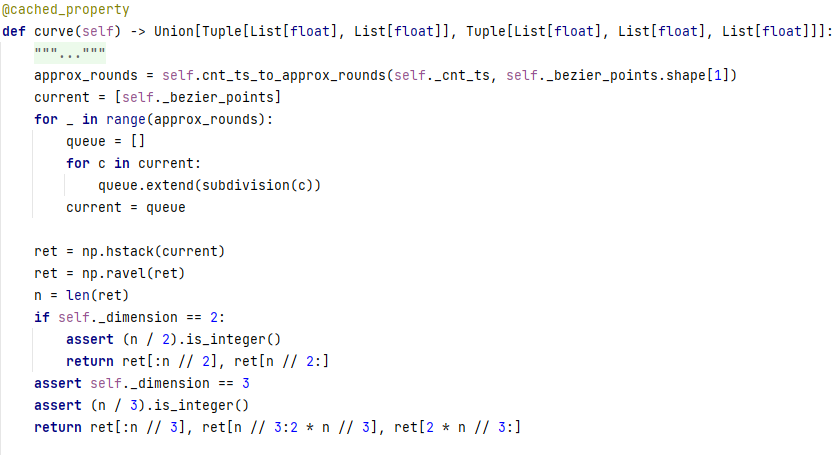 @cached_property
def curve(self) -> Union[Tuple[List[float], List[float]], Tuple[List[float], List[float], List[float]]]:
    """..."""
    approx_rounds = self.cnt_ts_to_approx_rounds(self._cnt_ts, self._bezier_points.shape[1])
    current = [self._bezier_points]
    for _ in range(approx_rounds):
        queue = []
        for c in current:
            queue.extend(subdivision(c))
        current = queue

    ret = np.hstack(current)
    ret = np.ravel(ret)
    n = len(ret)
    if self._dimension == 2:
        assert (n / 2).is_integer()
        return ret[:n // 2], ret[n // 2:]
    assert self._dimension == 3
    assert (n / 3).is_integer()
    return ret[:n // 3], ret[n // 3:2 * n // 3], ret[2 * n // 3:]